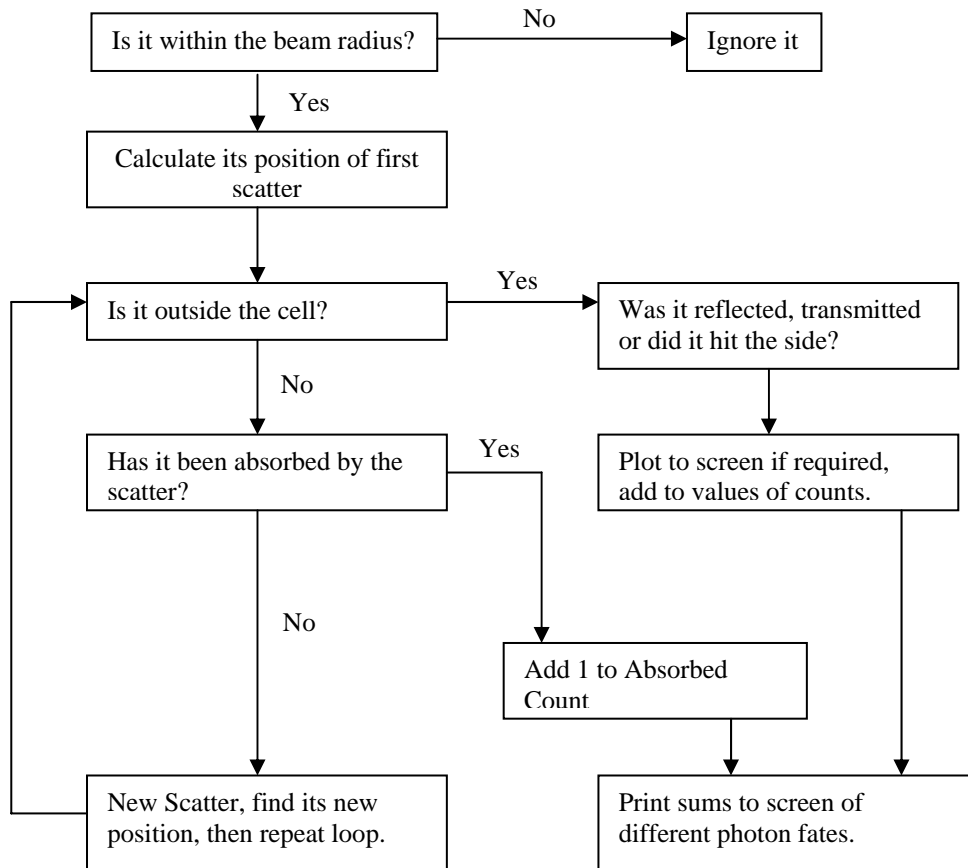 Is it within the beam radius?
No
Ignore it
Yes
Calculate its position of first
scatter
Is it outside the cell?
Yes
Was it reflected, transmitted
or did it hit the side?
No
Has it been absorbed by the
scatter?
Yes
Plot to screen if required,
add to values of counts.
No
Add 1 to Absorbed
Count
New Scatter, find its new
position, then repeat loop.
Print sums to screen of
different photon fates.